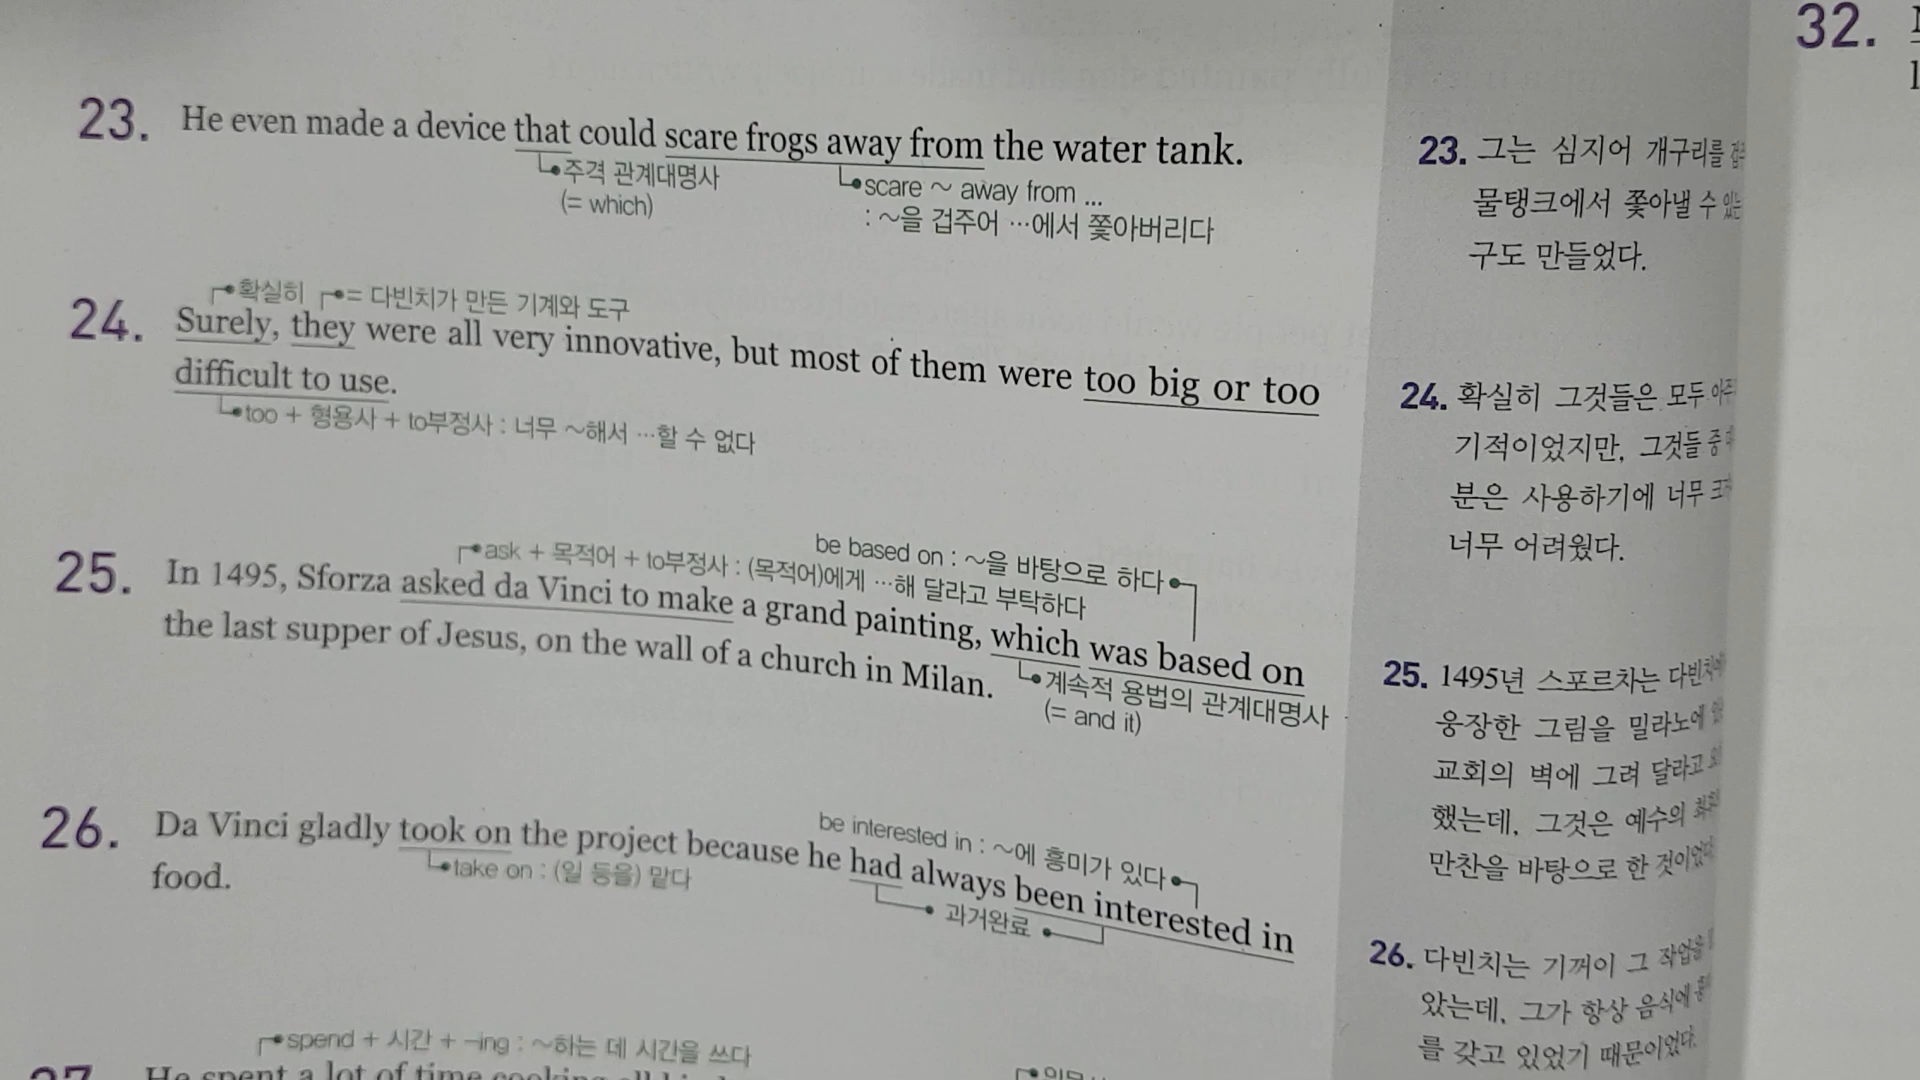 23. He even made a device that could scare frogs away from the water tank.
주격 관계대명사
(= which)
scare ~ away from ...
: ~을 겁주어 …에서 쫓아버리다
확실히
= 다빈치가 만든 기계와 도구
24. Surely, they were all very innovative, but most of them were too big or too
difficult to use.
too + 형용사 + to부정사 : 너무 ~해서 …할 수 없다
ask + 목적어 + to부정사 : (목적어)에게 …해 달라고 부탁하다
be based on : ~을 바탕으로 하다
25. In 1495, Sforza asked da Vinci to make a grand painting, which was based on
the last supper of Jesus, on the wall of a church in Milan.
계속적 용법의 관계대명사
(= and it)
be interested in : ~에 흥미가 있다
26. Da Vinci gladly took on the project because he had always been interested in
food.
take on : (일 등을) 맡다
과거완료
spend + 시간 + -ing : ~하는 데 시간을 쓰다
He spent a lot of time cooking
23. 그는 심지어 개구리를
물탱크에서 쫓아낼 수 있는
구도 만들었다.
24. 확실히 그것들은 모두 아주
기적이었지만, 그것들 중
분은 사용하기에 너무
너무 어려웠다.
25. 1495년 스포르차는 다빈치에
웅장한 그림을 밀라노에
교회의 벽에 그려 달라고
했는데, 그것은 예수의 최후
만찬을 바탕으로 한 것이었다
26. 다빈치는 기꺼이 그 작업을
았는데, 그가 항상 음식에
를 갖고 있었기 때문이었다.
32.